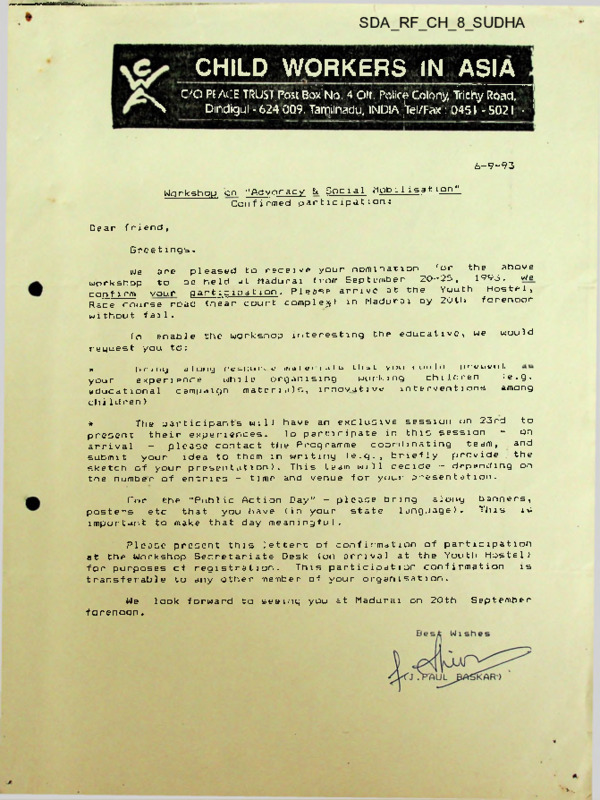 SDA_RF_CH_8_SUDHA
CWA
CHILD WORKERS IN ASIA
C/O PEACE TRUST Post Box No. 4 Off. Police Colony, Trichy Road,
Dindigul - 624 009, Tamilnadu, INDIA Tel/Fax : 0451 - 5021
6-9-93
Workshop on "Advocacy & Social Mobilisation"
Confirmed participation:
Dear friend,
Greetings.
We are pleased to receive your nomination for the above
workshop to be held at Madurai from September 20-25, 1993. we
confirm your participation. Please arrive at the Youth Hostel,
Race course road (near court complex) in Madurai by 20th forenoon
without fail.
To enable the workshop interesting the educative, we would
request you to:
* bring along resource materials that you could present as
your experience while organising working children (e.g.
educational campaign materials, innovative interventions among
children)
* The participants will have an exclusive session on 23rd to
present their experiences. To participate in this session - on
arrival - please contact the Programme coordinating team, and
submit your idea to them in writing (e.g., briefly provide the
sketch of your presentation). This team will decide - depending on
the number of entries - time and venue for your presentation.
For the "Public Action Day" - please bring along banners,
posters etc that you have (in your state language). This is
important to make that day meaningful.
Please present this letters of confirmation of participation
at the Workshop Secretariate Desk (on arrival at the Youth Hostel)
for purposes of registration. This participation confirmation is
transferable to any other member of your organisation.
We look forward to seeing you at Madurai on 20th September
forenoon.
Best Wishes
(J.PAUL BASKAR)